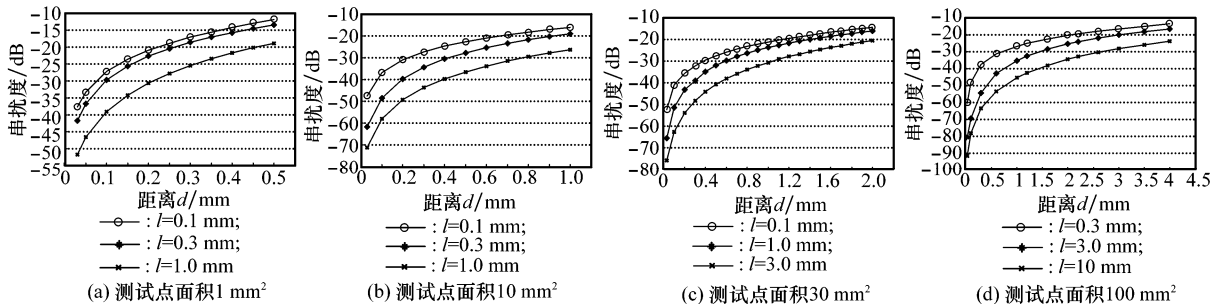 串扰度/dB
-10
-15
-20
-25
-30
-35
-40
-45
-50
-55
0 0.1 0.2 0.3 0.4 0.5
距离d/mm
: l=0.1 mm;
: l=0.3 mm;
: l=1.0 mm
(a) 测试点面积1 mm²
串扰度/dB
-10
-20
-30
-40
-50
-60
-70
-80
0 0.2 0.4 0.6 0.8 1.0
距离d/mm
: l=0.1 mm;
: l=0.3 mm;
: l=1.0 mm
(b) 测试点面积10 mm²
串扰度/dB
-10
-20
-30
-40
-50
-60
-70
-80
0 0.4 0.8 1.2 1.6 2.0
距离d/mm
: l=0.1 mm;
: l=1.0 mm;
: l=3.0 mm
(c) 测试点面积30 mm²
串扰度/dB
-10
-20
-30
-40
-50
-60
-70
-80
-90
-100
0 0.5 1 1.5 2 2.5 3 3.5 4 4.5
距离d/mm
: l=0.3 mm;
: l=3.0 mm;
: l=10 mm
(d) 测试点面积100 mm²